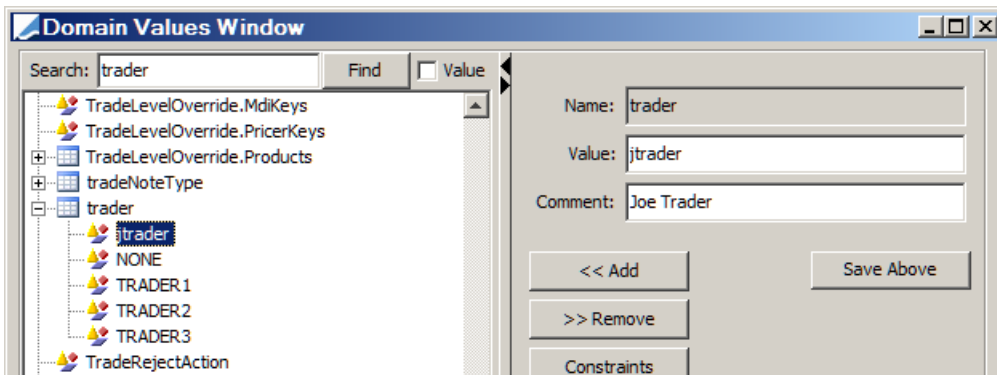 Domain Values Window
Search: trader Find Value
TradeLevelOverride.MdiKeys
TradeLevelOverride.PricerKeys
TradeLevelOverride.Products
tradeNoteType
trader
jtrader
NONE
TRADER1
TRADER2
TRADER3
TradeRejectAction
Name: trader
Value: jtrader
Comment: Joe Trader
<< Add Save Above
>> Remove
Constraints